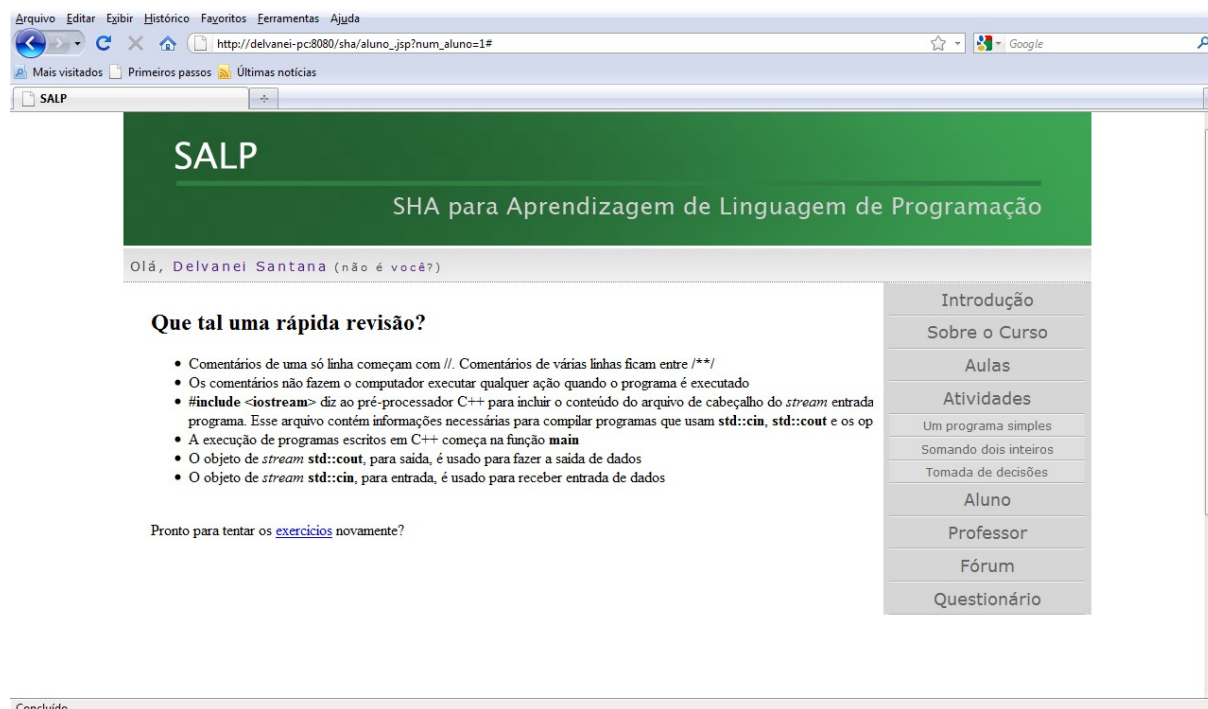 Arquivo Editar Exibir Histórico Favoritos Ferramentas Ajuda
http://delvanei-pc:8080/sha/aluno_.jsp?num_aluno=1#
Google
Mais visitados Primeiros passos Últimas notícias
SALP
SALP
SHA para Aprendizagem de Linguagem de Programação
Olá, Delvanei Santana (não é você?)
Que tal uma rápida revisão?
• Comentários de uma só linha começam com //. Comentários de várias linhas ficam entre /**/
• Os comentários não fazem o computador executar qualquer ação quando o programa é executado
• #include <iostream> diz ao pré-processador C++ para incluir o conteúdo do arquivo de cabeçalho do stream entrada
programa. Esse arquivo contém informações necessárias para compilar programas que usam std::cin, std::cout e os op
• A execução de programas escritos em C++ começa na função main
• O objeto de stream std::cout, para saída, é usado para fazer a saída de dados
• O objeto de stream std::cin, para entrada, é usado para receber entrada de dados
Pronto para tentar os exercícios novamente?
Introdução
Sobre o Curso
Aulas
Atividades
Um programa simples
Somando dois inteiros
Tomada de decisões
Aluno
Professor
Fórum
Questionário
Concluído